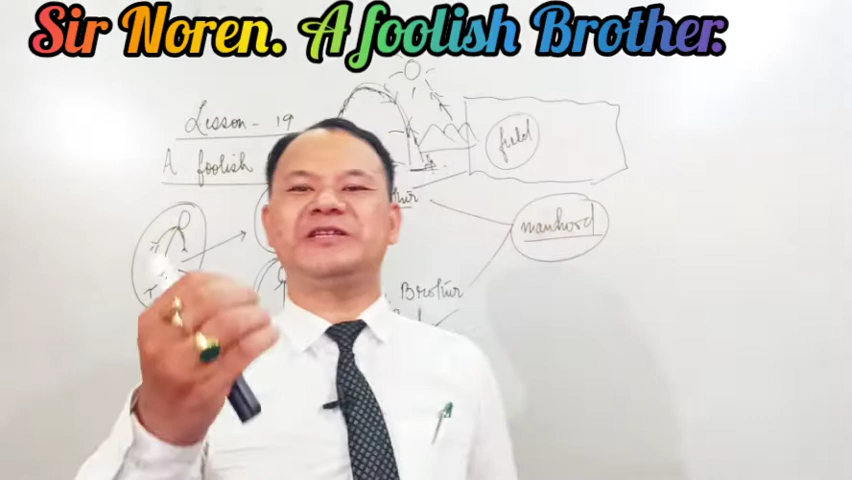 Sir Noren. A foolish Brother.
Lesson - 19
A foolish
field
manhood
Brother